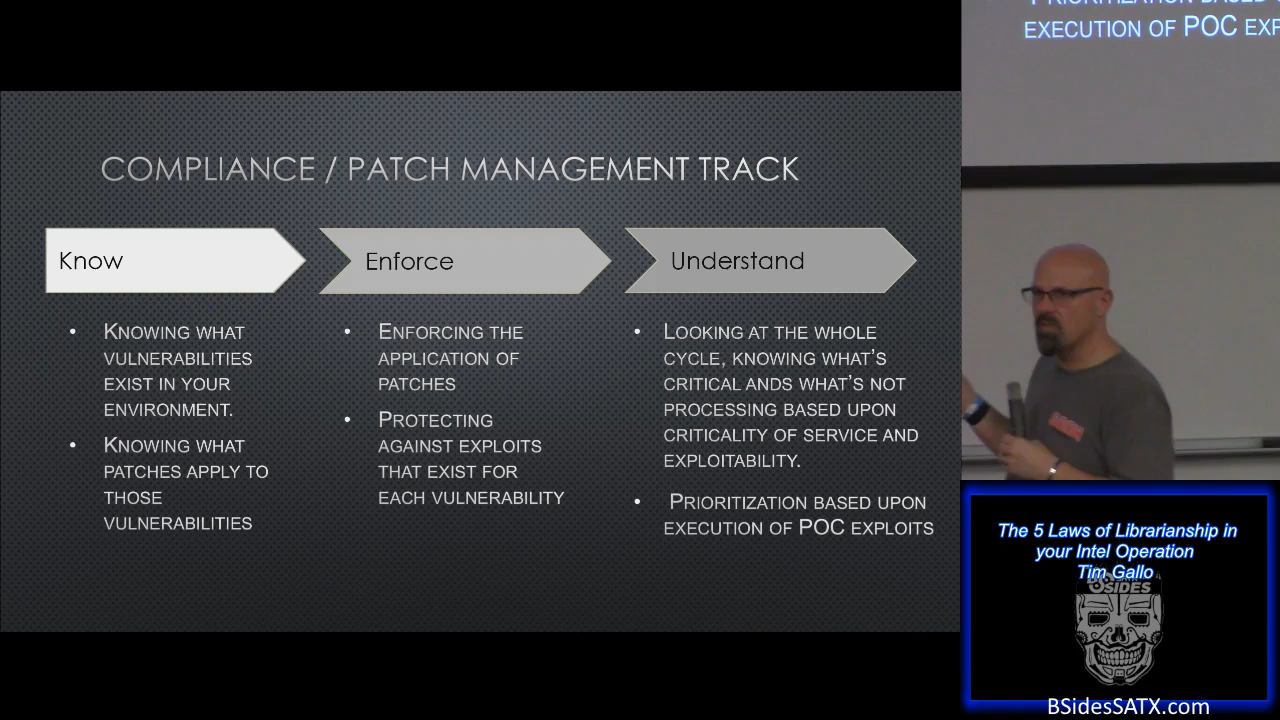 COMPLIANCE / PATCH MANAGEMENT TRACK
Know
KNOWING WHAT
VULNERABILITIES
EXIST IN YOUR
ENVIRONMENT.
KNOWING WHAT
PATCHES APPLY TO
THOSE
VULNERABILITIES
Enforce
ENFORCING THE
APPLICATION OF
PATCHES
PROTECTING
AGAINST EXPLOITS
THAT EXIST FOR
EACH VULNERABILITY
Understand
LOOKING AT THE WHOLE
CYCLE, KNOWING WHAT'S
CRITICAL ANDS WHAT'S NOT
PROCESSING BASED UPON
CRITICALITY OF SERVICE AND
EXPLOITABILITY.
PRIORITIZATION BASED UPON
EXECUTION OF POC EXPLOITS
PRIORITIZATION BASED
EXECUTION OF POC EXP
The 5 Laws of Librarianship in
your Intel Operation
Tim Gallo
BSIDES
BSidesSATX.com